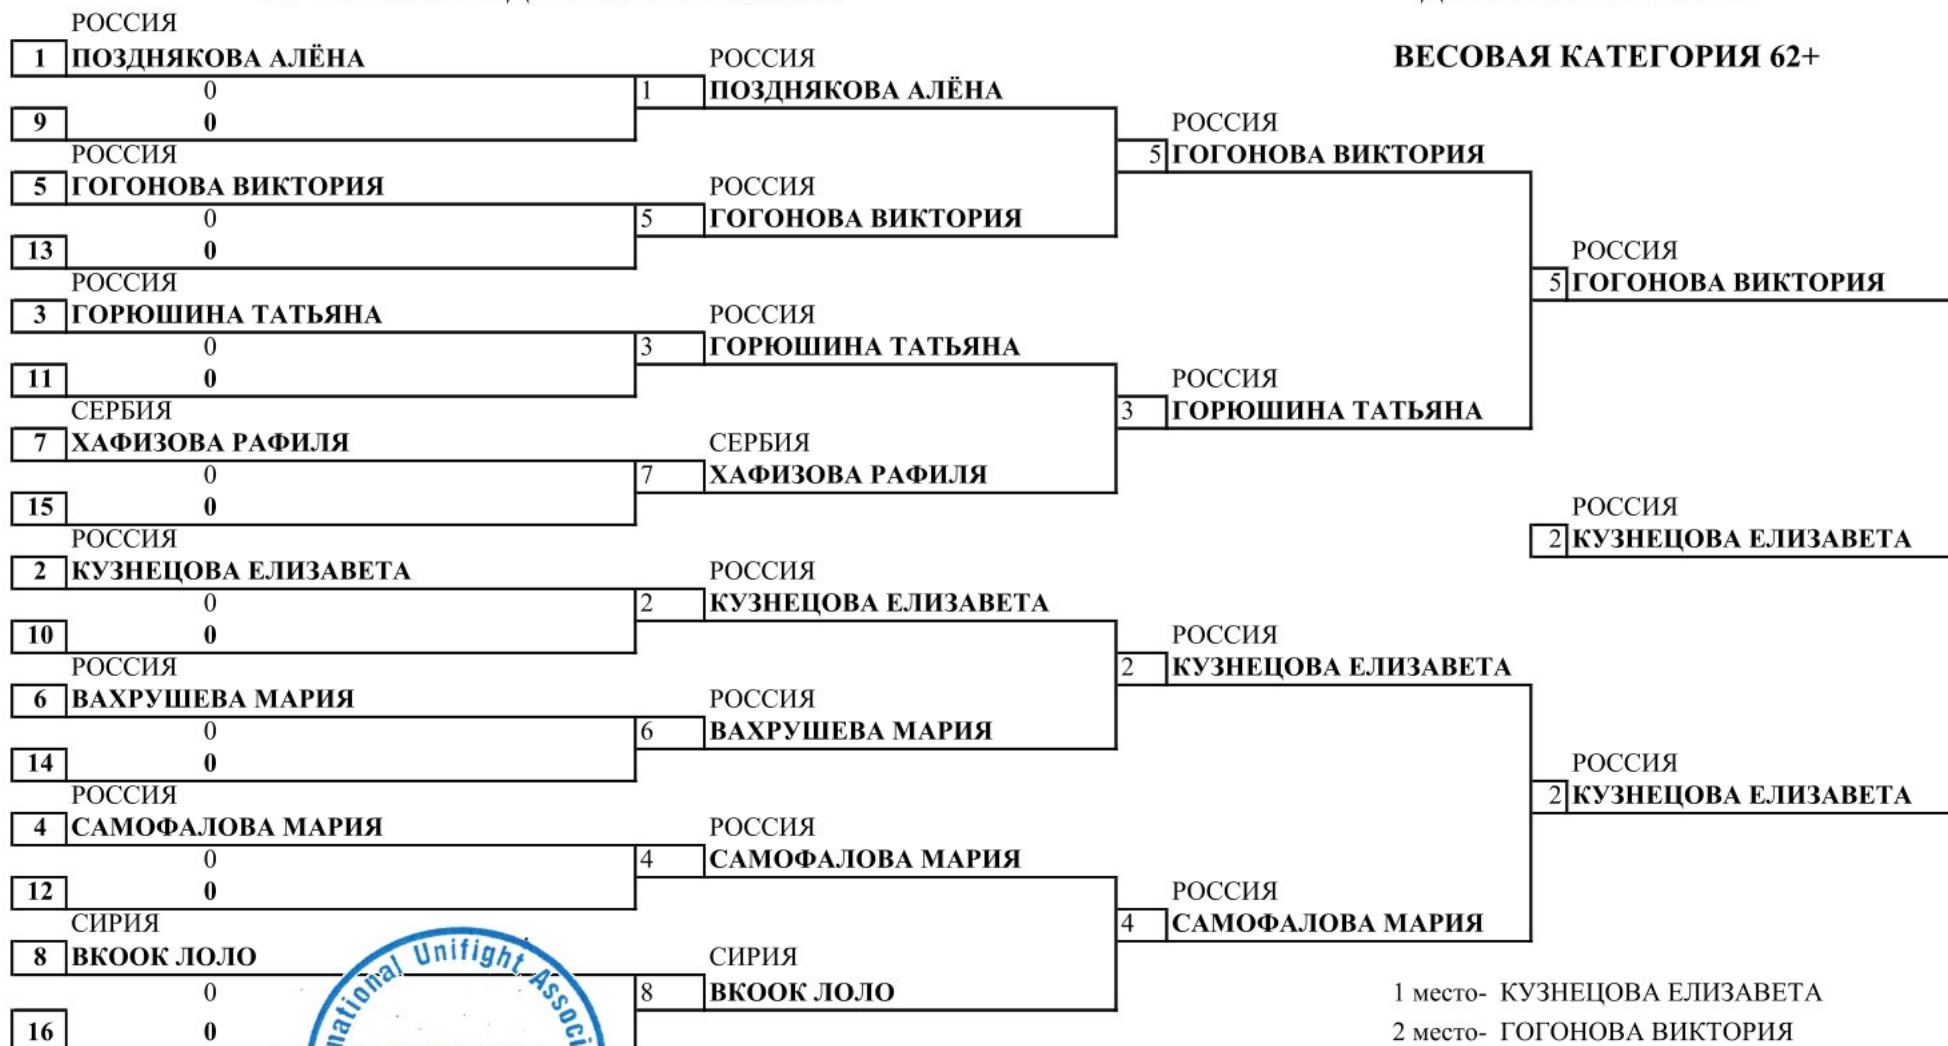 РОССИЯ
1 ПОЗДНЯКОВА АЛЁНА
0
9 0
РОССИЯ
5 ГОГОНОВА ВИКТОРИЯ
0
13 0
РОССИЯ
3 ГОРЮШИНА ТАТЬЯНА
0
11 0
СЕРБИЯ
7 ХАФИЗОВА РАФИЛЯ
0
15 0
РОССИЯ
2 КУЗНЕЦОВА ЕЛИЗАВЕТА
0
10 0
РОССИЯ
6 ВАХРУШЕВА МАРИЯ
0
14 0
РОССИЯ
4 САМОФАЛОВА МАРИЯ
0
12 0
СИРИЯ
8 ВКООК ЛОЛО
0
16 0
РОССИЯ
1 ПОЗДНЯКОВА АЛЁНА
РОССИЯ
5 ГОГОНОВА ВИКТОРИЯ
РОССИЯ
3 ГОРЮШИНА ТАТЬЯНА
СЕРБИЯ
7 ХАФИЗОВА РАФИЛЯ
РОССИЯ
2 КУЗНЕЦОВА ЕЛИЗАВЕТА
РОССИЯ
6 ВАХРУШЕВА МАРИЯ
РОССИЯ
4 САМОФАЛОВА МАРИЯ
СИРИЯ
8 ВКООК ЛОЛО
ВЕСОВАЯ КАТЕГОРИЯ 62+
РОССИЯ
5 ГОГОНОВА ВИКТОРИЯ
РОССИЯ
3 ГОРЮШИНА ТАТЬЯНА
РОССИЯ
2 КУЗНЕЦОВА ЕЛИЗАВЕТА
РОССИЯ
4 САМОФАЛОВА МАРИЯ
РОССИЯ
5 ГОГОНОВА ВИКТОРИЯ
РОССИЯ
2 КУЗНЕЦОВА ЕЛИЗАВЕТА
РОССИЯ
2 КУЗНЕЦОВА ЕЛИЗАВЕТА
1 место- КУЗНЕЦОВА ЕЛИЗАВЕТА
2 место- ГОГОНОВА ВИКТОРИЯ
Unifight